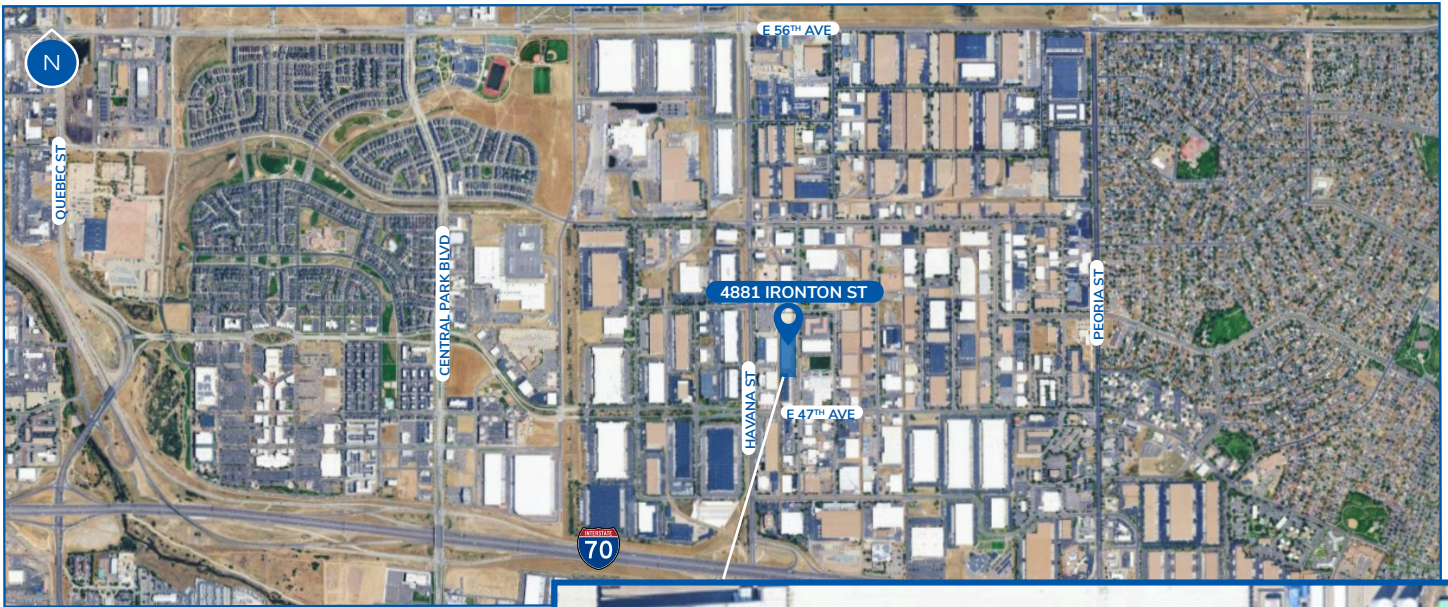 E 56TH AVE
N
QUEBEC ST
CENTRAL PARK BLVD
PEORIA ST
4881 IRONTON ST
HAVANA ST
E 47TH AVE
INTERSTATE
70